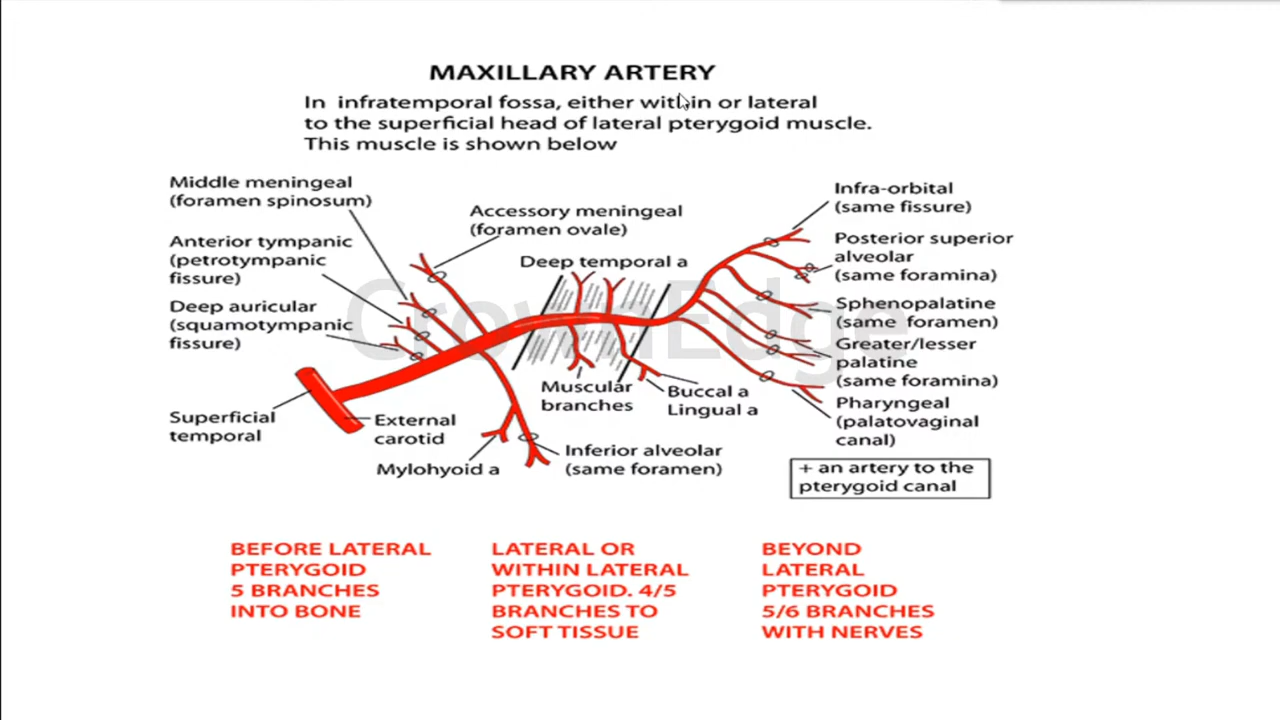 MAXILLARY ARTERY
In infratemporal fossa, either within or lateral
to the superficial head of lateral pterygoid muscle.
This muscle is shown below
Middle meningeal
(foramen spinosum)
Anterior tympanic
(petrotympanic
fissure)
Deep auricular
(squamotympanic
fissure)
Superficial
temporal
External
carotid
Mylohyoid a
Accessory meningeal
(foramen ovale)
Deep temporal a
Muscular
branches
Buccal a
Lingual a
Inferior alveolar
(same foramen)
Infra-orbital
(same fissure)
Posterior superior
alveolar
(same foramina)
Sphenopalatine
(same foramen)
Greater/lesser
palatine
(same foramina)
Pharyngeal
(palatovaginal
canal)
+ an artery to the
pterygoid canal
CrownEdge
BEFORE LATERAL
PTERYGOID
5 BRANCHES
INTO BONE
LATERAL OR
WITHIN LATERAL
PTERYGOID. 4/5
BRANCHES TO
SOFT TISSUE
BEYOND
LATERAL
PTERYGOID
5/6 BRANCHES
WITH NERVES